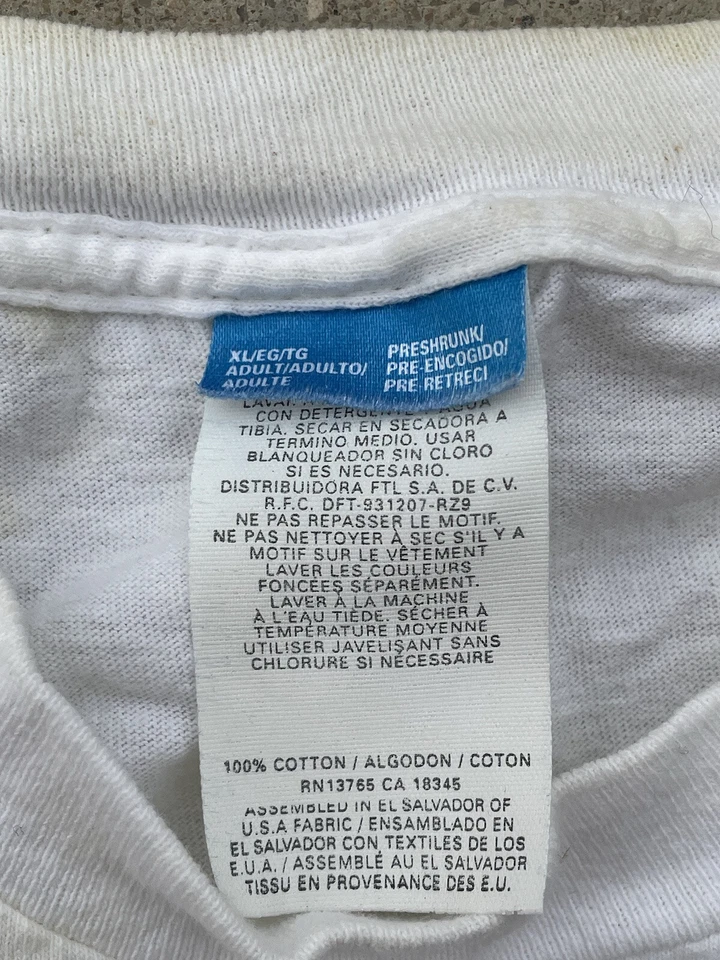 XL/EG/TG
ADULT/ADULTO/
ADULTE
PRESHRUNK/
PRE-ENCOGIDO/
PRE RETRECI
CON DETERGENTE AGUA
TIBIA. SECAR EN SECADORA A
TERMINO MEDIO. USAR
BLANQUEADOR SIN CLORO
SI ES NECESARIO.
DISTRIBUIDORA FTL S.A. DE C.V.
R.F.C. DFT-931207-RZ9
NE PAS REPASSER LE MOTIF.
NE PAS NETTOYER À SEC S'IL Y A
MOTIF SUR LE VÊTEMENT
LAVER LES COULEURS
FONCÉES SÉPARÉMENT.
LAVER À LA MACHINE
À L'EAU TIÈDE. SÉCHER À
TEMPÉRATURE MOYENNE
UTILISER JAVELISANT SANS
CHLORURE SI NÉCESSAIRE
100% COTTON / ALGODON / COTON
RN13765 CA 18345
ASSEMBLED IN EL SALVADOR OF
U.S.A FABRIC / ENSAMBLADO EN
EL SALVADOR CON TEXTILES DE LOS
E.U.A. / ASSEMBLÉ AU EL SALVADOR
TISSU EN PROVENANCE DES E.U.